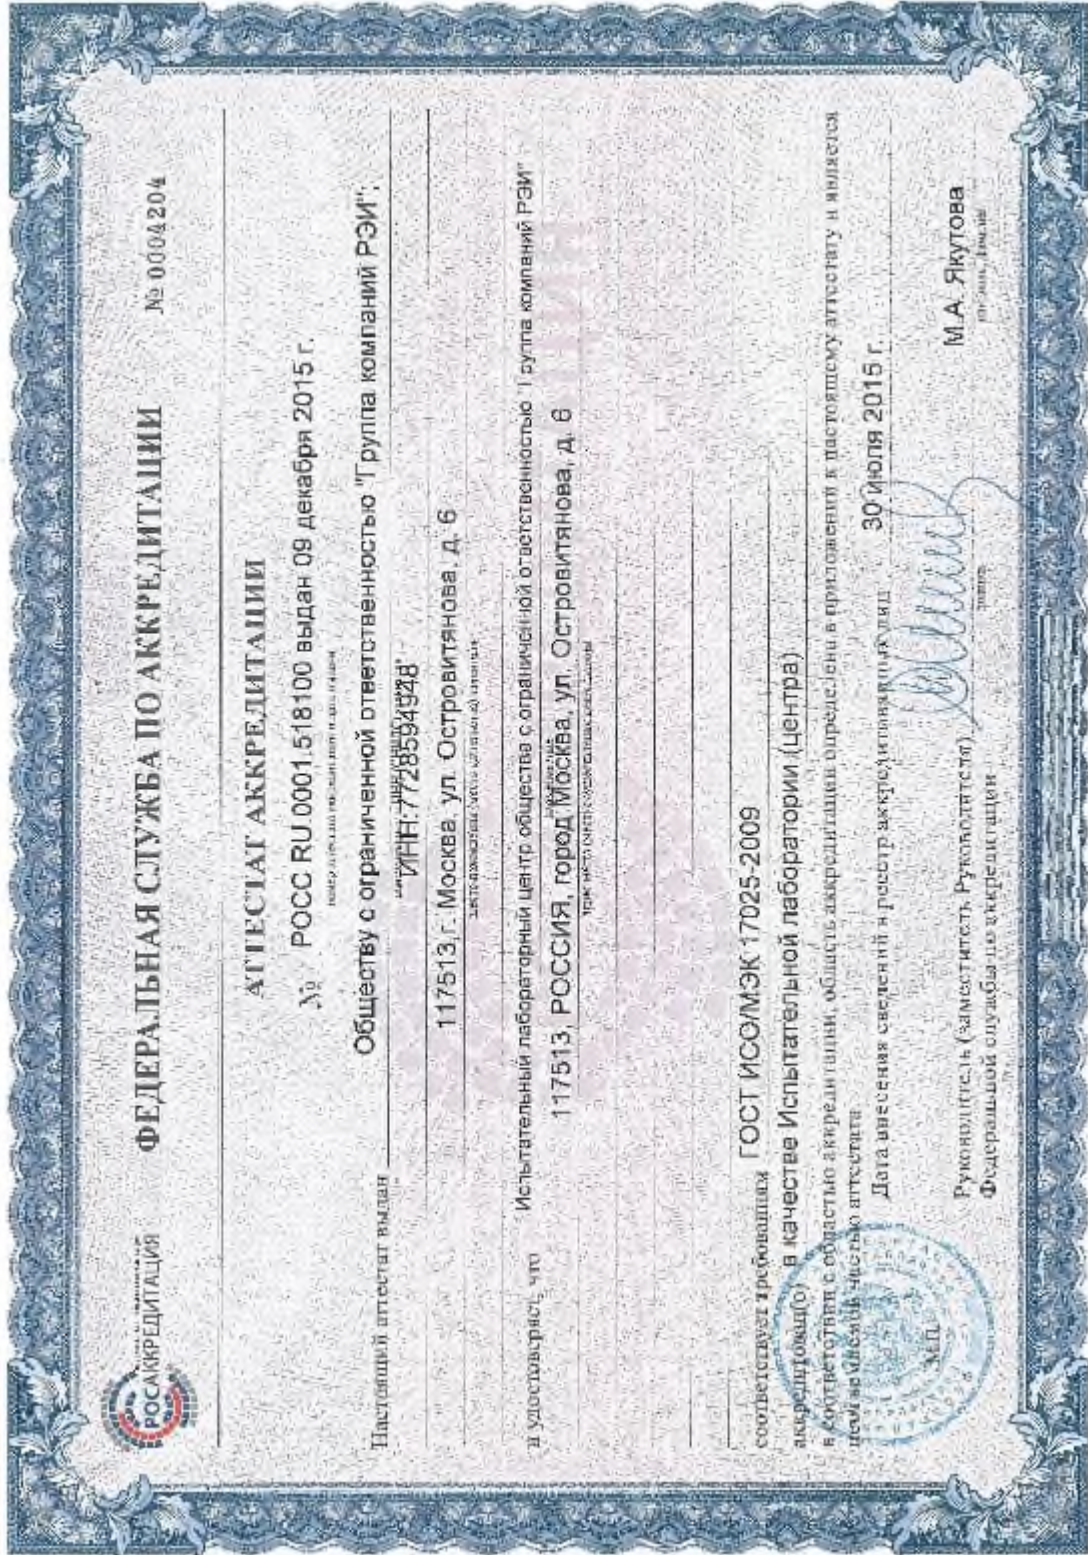 РОСАККРЕДИТАЦИЯ
ФЕДЕРАЛЬНАЯ СЛУЖБА ПО АККРЕДИТАЦИИ
№ 0004204
АТТЕСТАТ АККРЕДИТАЦИИ
№ РОСС RU.0001.518100 выдан 09 декабря 2015 г.
Настоящий аттестат выдан Обществу с ограниченной ответственностью "Группа компаний РЭИ";
ИНН:7728594948
117513, г. Москва, ул. Островитянова, д. 6
и удостоверяет, что Испытательный лабораторный центр общества с ограниченной ответственностью "Группа компаний РЭИ"
117513, РОССИЯ, город Москва, ул. Островитянова, д. 6
соответствует требованиям ГОСТ ИСО/МЭК 17025-2009
аккредитован(о) в качестве Испытательной лаборатории (центра)
в соответствии с областью аккредитации, область аккредитации определена в приложении к настоящему аттестату и является
неотъемлемой частью аттестата
Дата внесения сведений в реестр аккредитованных лиц 30 июля 2015 г.
М.П.
Руководитель (заместитель Руководителя)
Федеральной службы по аккредитации
подпись
М.А. Якутова
инициалы, фамилия